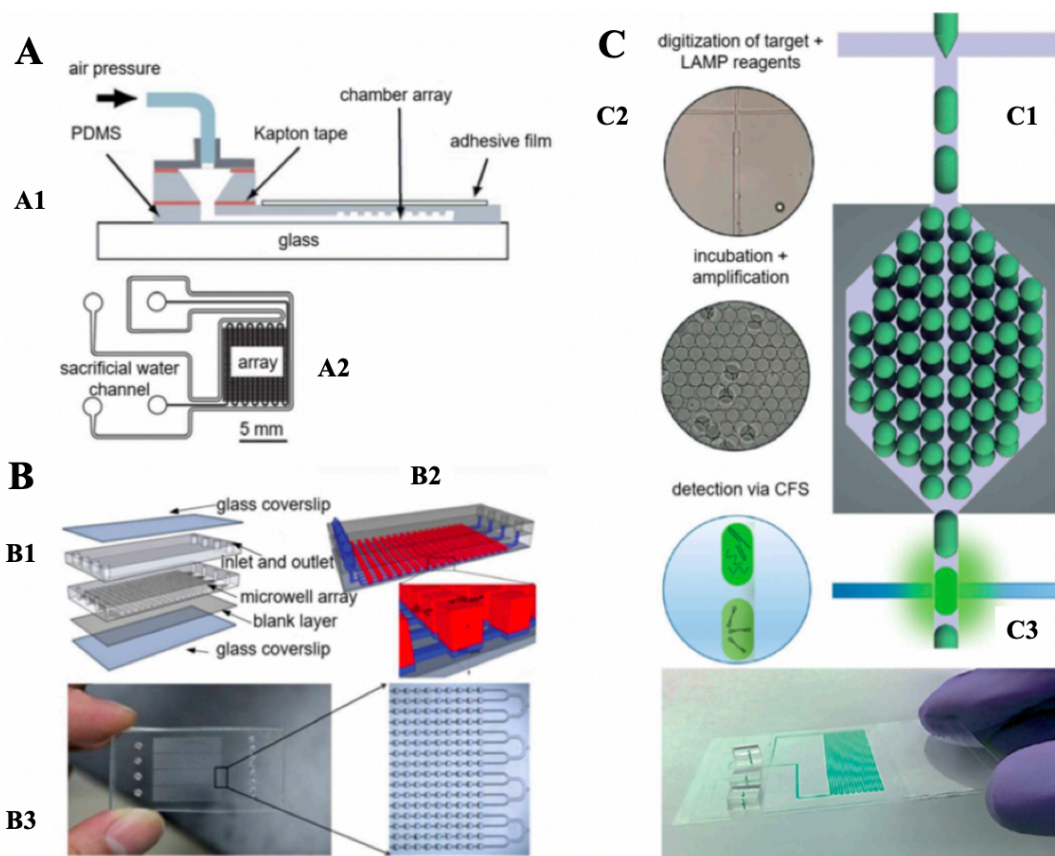 A
air pressure
chamber array
PDMS
Kapton tape
adhesive film
A1
glass
sacrificial water
channel
array
A2
5 mm
B
B2
glass coverslip
B1
Inlet and outlet
microwell array
blank layer
glass coverslip
B3
C
digitization of target +
LAMP reagents
C2
C1
incubation +
amplification
detection via CFS
C3